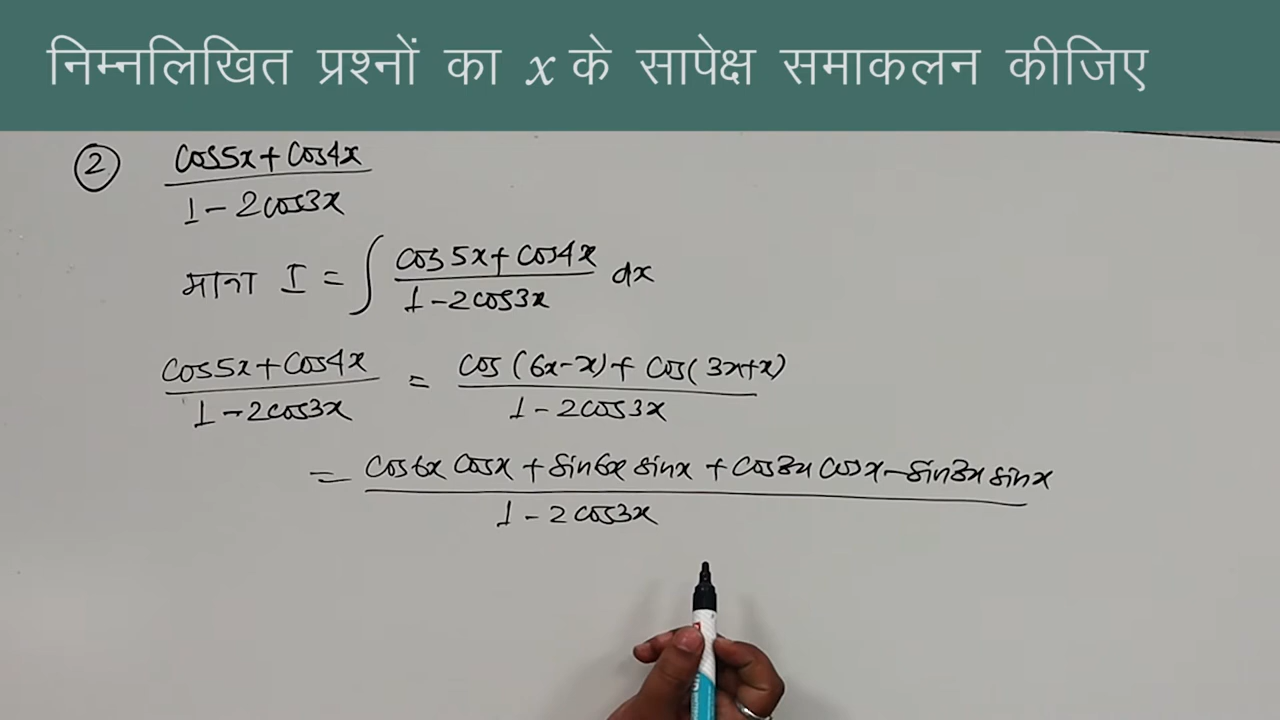 निम्नलिखित प्रश्नों का x के सापेक्ष समाकलन कीजिए
② (cos5x+cos4x)/(1-2cos3x)
माना I = ∫ (cos5x+cos4x)/(1-2cos3x) dx
(cos5x+cos4x)/(1-2cos3x) = (cos(6x-x)+cos(3x+x))/(1-2cos3x)
= (cos6x cosx + sin6x sinx + cos3x cosx - sin3x sinx)/(1-2cos3x)